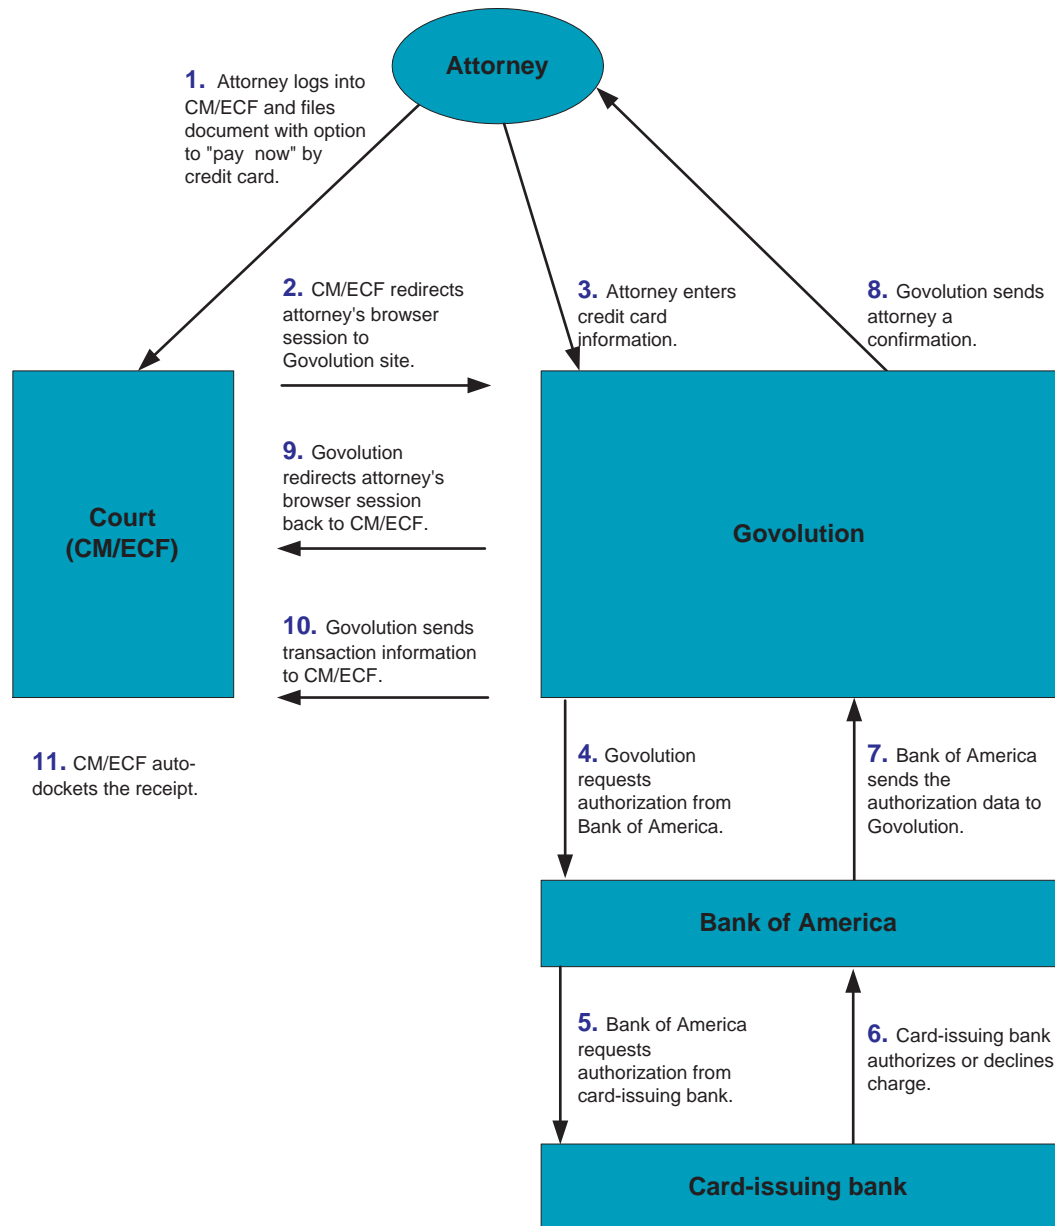 Attorney
1. Attorney logs into
CM/ECF and files
document with option
to "pay now" by
credit card.
2. CM/ECF redirects
attorney's browser
session to
Govolution site.
3. Attorney enters
credit card
information.
8. Govolution sends
attorney a
confirmation.
9. Govolution
redirects attorney's
browser session
back to CM/ECF.
Court
(CM/ECF)
Govolution
10. Govolution sends
transaction information
to CM/ECF.
11. CM/ECF auto-
dockets the receipt.
4. Govolution
requests
authorization from
Bank of America.
7. Bank of America
sends the
authorization data to
Govolution.
Bank of America
5. Bank of America
requests
authorization from
card-issuing bank.
6. Card-issuing bank
authorizes or declines
charge.
Card-issuing bank